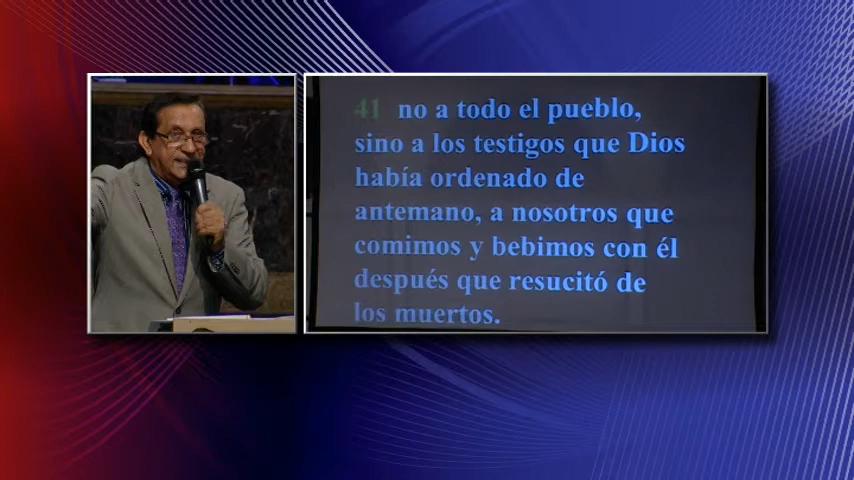 41 no a todo el pueblo,
sino a los testigos que Dios
había ordenado de
antemano, a nosotros que
comimos y bebimos con él
después que resucitó de
los muertos.